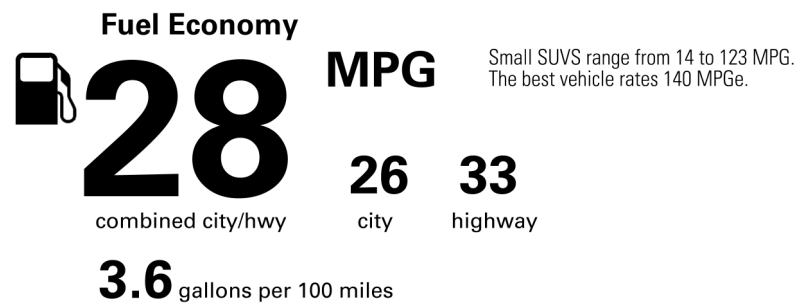 Fuel Economy
28
MPG
Small SUVS range from 14 to 123 MPG.
The best vehicle rates 140 MPGe.
combined city/hwy
26
city
33
highway
3.6 gallons per 100 miles